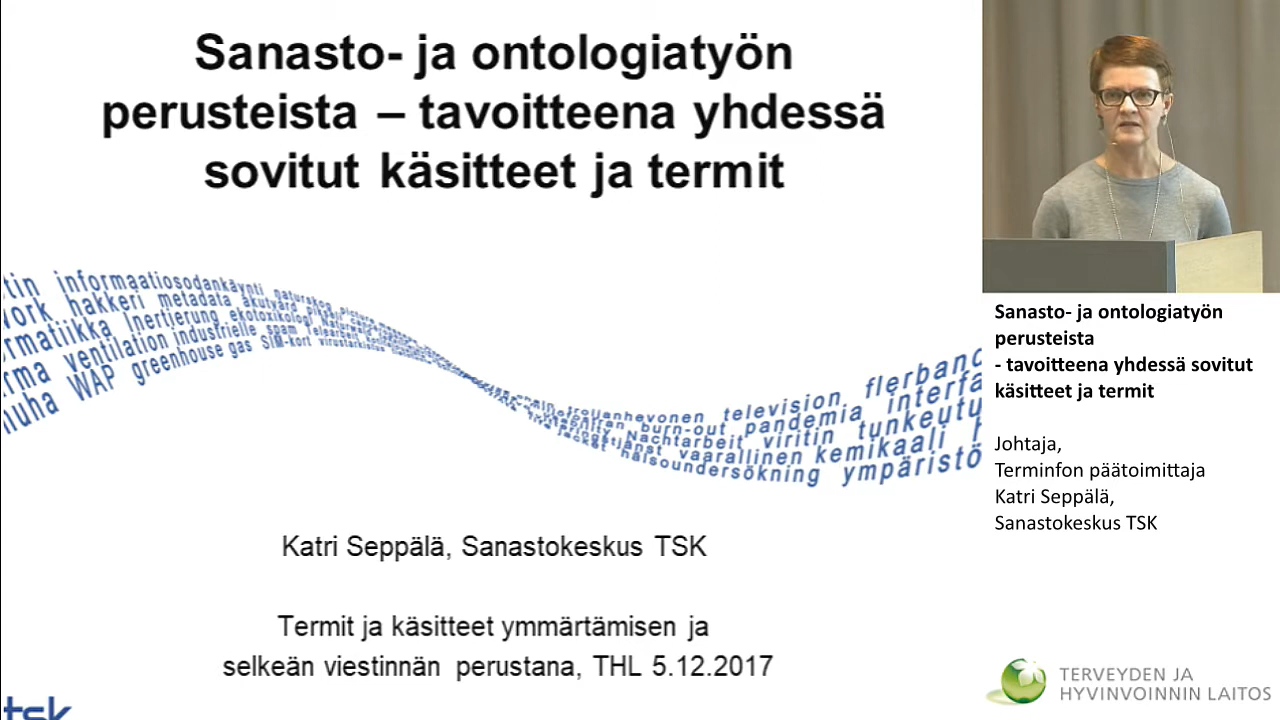 Sanasto- ja ontologiatyön
perusteista – tavoitteena yhdessä
sovitut käsitteet ja termit
informaatiosodankäynti
hakkeri metadata
Inertierung ekotoxikologi
ventilation industrielle spam
WAP greenhouse gas SIM-kort
television flerbanc
burn-out pandemia interfa
Nachtarbeit viritin tunkeutu
vaarallinen kemikaali
hälsoundersökning ympäristö
Katri Seppälä, Sanastokeskus TSK
Termit ja käsitteet ymmärtämisen ja
selkeän viestinnän perustana, THL 5.12.2017
tsk
Sanasto- ja ontologiatyön
perusteista
- tavoitteena yhdessä sovitut
käsitteet ja termit
Johtaja,
Terminfon päätoimittaja
Katri Seppälä,
Sanastokeskus TSK
TERVEYDEN JA
HYVINVOINNIN LAITOS